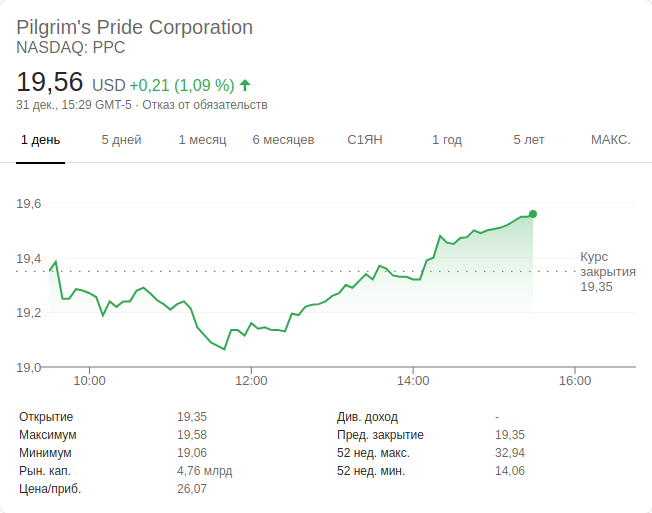 Pilgrim's Pride Corporation
NASDAQ: PPC
19,56 USD +0,21 (1,09 %)
31 дек., 15:29 GMT-5 · Отказ от обязательств
1 день 5 дней 1 месяц 6 месяцев С1ЯН 1 год 5 лет МАКС.
19,6
19,4
19,2
19,0
Курс
закрытия
19,35
10:00 12:00 14:00 16:00
Открытие 19,35 Див. доход -
Максимум 19,58 Пред. закрытие 19,35
Минимум 19,06 52 нед. макс. 32,94
Рын. кап. 4,76 млрд 52 нед. мин. 14,06
Цена/приб. 26,07